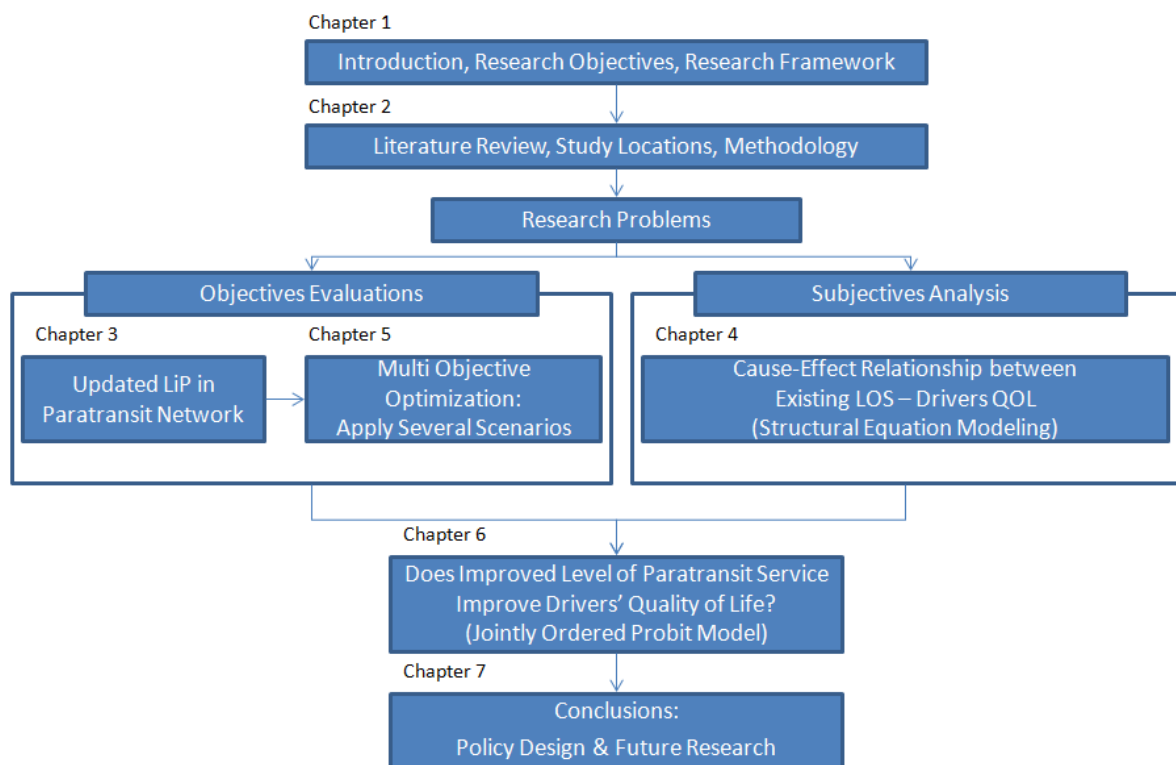 Chapter 1
Introduction, Research Objectives, Research Framework
Chapter 2
Literature Review, Study Locations, Methodology
Research Problems
Objectives Evaluations
Chapter 3
Updated LiP in
Paratransit Network
Chapter 5
Multi Objective
Optimization:
Apply Several Scenarios
Subjectives Analysis
Chapter 4
Cause-Effect Relationship between
Existing LOS – Drivers QOL
(Structural Equation Modeling)
Chapter 6
Does Improved Level of Paratransit Service
Improve Drivers’ Quality of Life?
(Jointly Ordered Probit Model)
Chapter 7
Conclusions:
Policy Design & Future Research